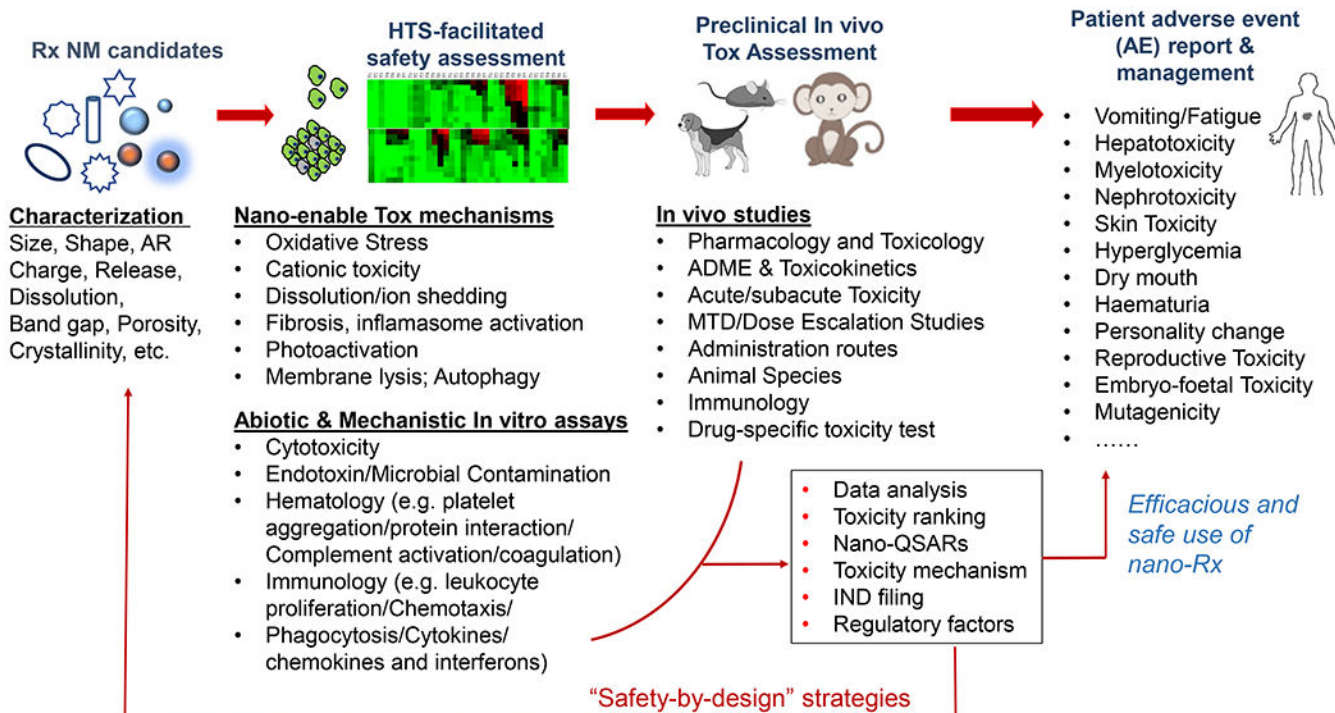 Rx NM candidates
HTS-facilitated
safety assessment
Preclinical In vivo
Tox Assessment
Patient adverse event
(AE) report &
management
Characterization
Size, Shape, AR
Charge, Release,
Dissolution,
Band gap, Porosity,
Crystallinity, etc.
Nano-enable Tox mechanisms
• Oxidative Stress
• Cationic toxicity
• Dissolution/ion shedding
• Fibrosis, inflamasome activation
• Photoactivation
• Membrane lysis; Autophagy
Abiotic & Mechanistic In vitro assays
• Cytotoxicity
• Endotoxin/Microbial Contamination
• Hematology (e.g. platelet
aggregation/protein interaction/
Complement activation/coagulation)
• Immunology (e.g. leukocyte
proliferation/Chemotaxis/
• Phagocytosis/Cytokines/
chemokines and interferons)
In vivo studies
• Pharmacology and Toxicology
• ADME & Toxicokinetics
• Acute/subacute Toxicity
• MTD/Dose Escalation Studies
• Administration routes
• Animal Species
• Immunology
• Drug-specific toxicity test
• Vomiting/Fatigue
• Hepatotoxicity
• Myelotoxicity
• Nephrotoxicity
• Skin Toxicity
• Hyperglycemia
• Dry mouth
• Haematuria
• Personality change
• Reproductive Toxicity
• Embryo-foetal Toxicity
• Mutagenicity
• ……
• Data analysis
• Toxicity ranking
• Nano-QSARs
• Toxicity mechanism
• IND filing
• Regulatory factors
Efficacious and
safe use of
nano-Rx
“Safety-by-design” strategies